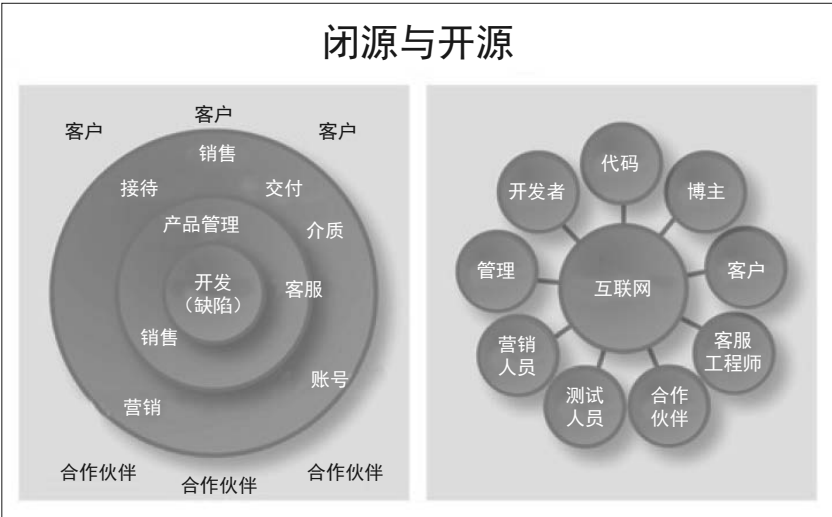 闭源与开源
客户
客户
客户
销售
接待
交付
产品管理
介质
开发
（缺陷）
客服
销售
账号
营销
合作伙伴
合作伙伴
合作伙伴
代码
开发者
博主
管理
互联网
客户
营销
人员
客服
工程师
测试
人员
合作
伙伴